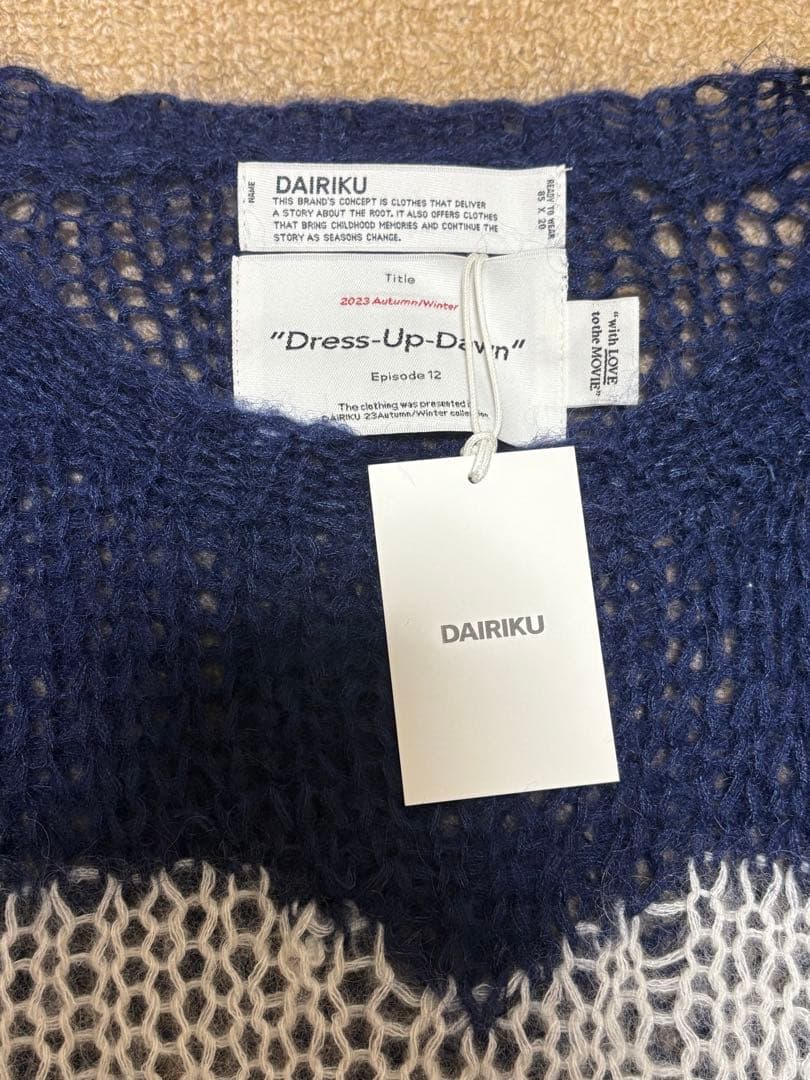 NAME
DAIRIKU
THIS BRAND'S CONCEPT IS CLOTHES THAT DELIVER
A STORY ABOUT THE ROOT. IT ALSO OFFERS CLOTHES
THAT BRING CHILDHOOD MEMORIES AND CONTINUE THE
STORY AS SEASONS CHANGE.
READY TO WEAR
85 X 20
Title
2023 Autumn/Winter
"Dress-Up-Dawn"
Episode 12
The clothing was presented
DAIRIKU 23Autumn/Winter collection
"with LOVE
to the MOVIE"
DAIRIKU